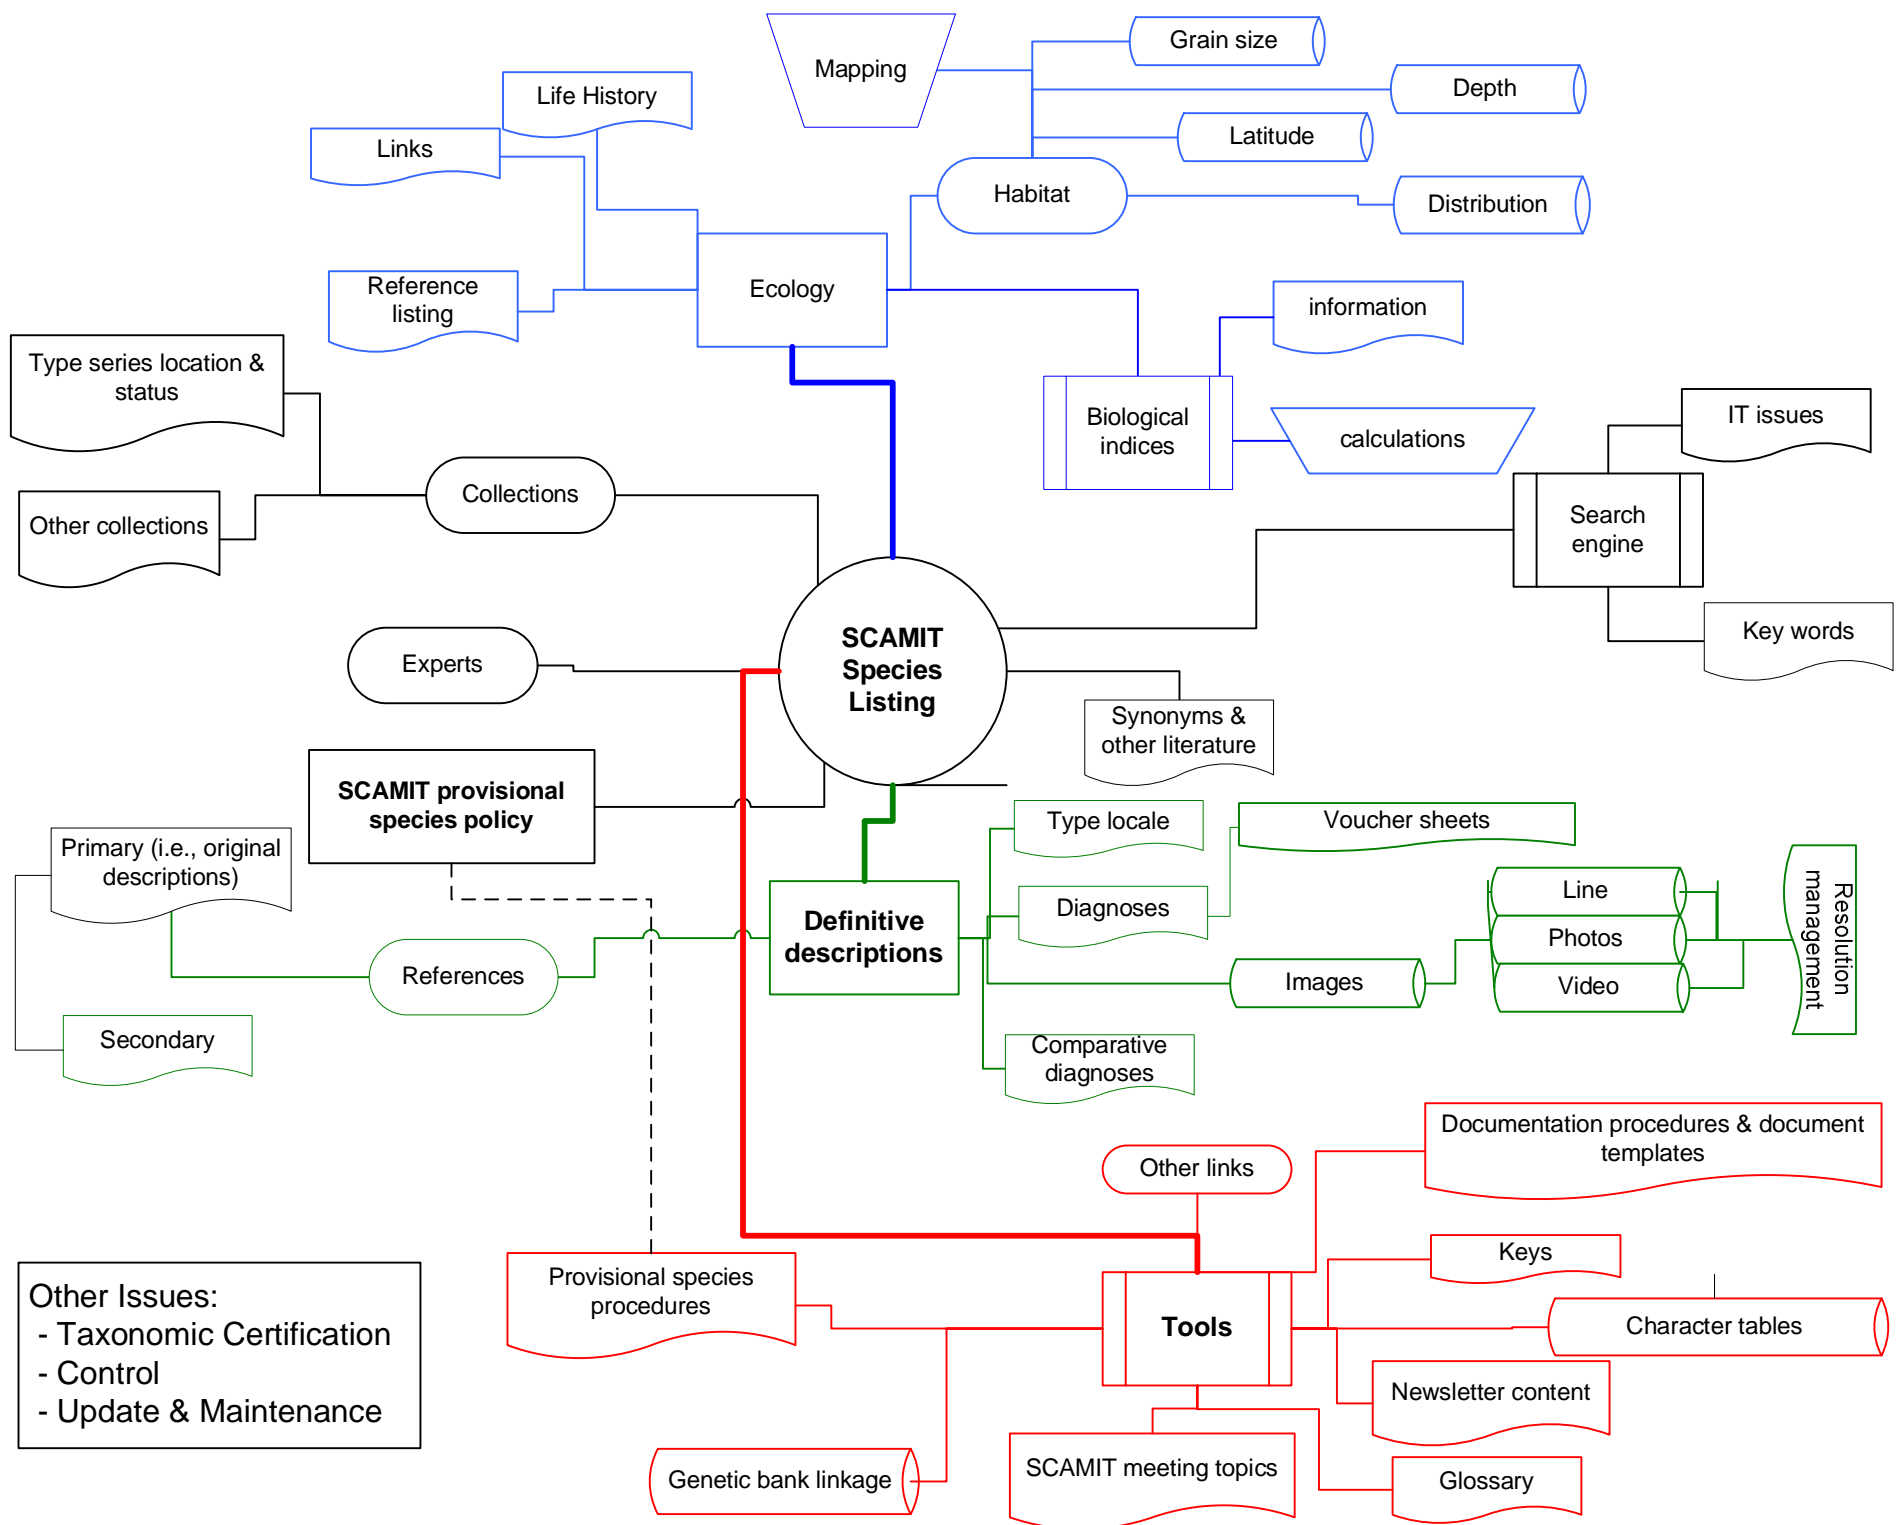 Mapping
Grain size
Depth
Latitude
Life History
Links
Habitat
Distribution
Reference
listing
Ecology
information
Type series location &
status
Biological
indices
calculations
IT issues
Collections
Other collections
Search
engine
Key words
SCAMIT
Species
Listing
Experts
Synonyms &
other literature
SCAMIT provisional
species policy
Primary (i.e., original
descriptions)
Type locale
Voucher sheets
Diagnoses
Line
Photos
Video
Resolution
management
Definitive
descriptions
References
Images
Secondary
Comparative
diagnoses
Documentation procedures & document
templates
Other links
Keys
Provisional species
procedures
Tools
Character tables
Newsletter content
Other Issues:
- Taxonomic Certification
- Control
- Update & Maintenance
Genetic bank linkage
SCAMIT meeting topics
Glossary